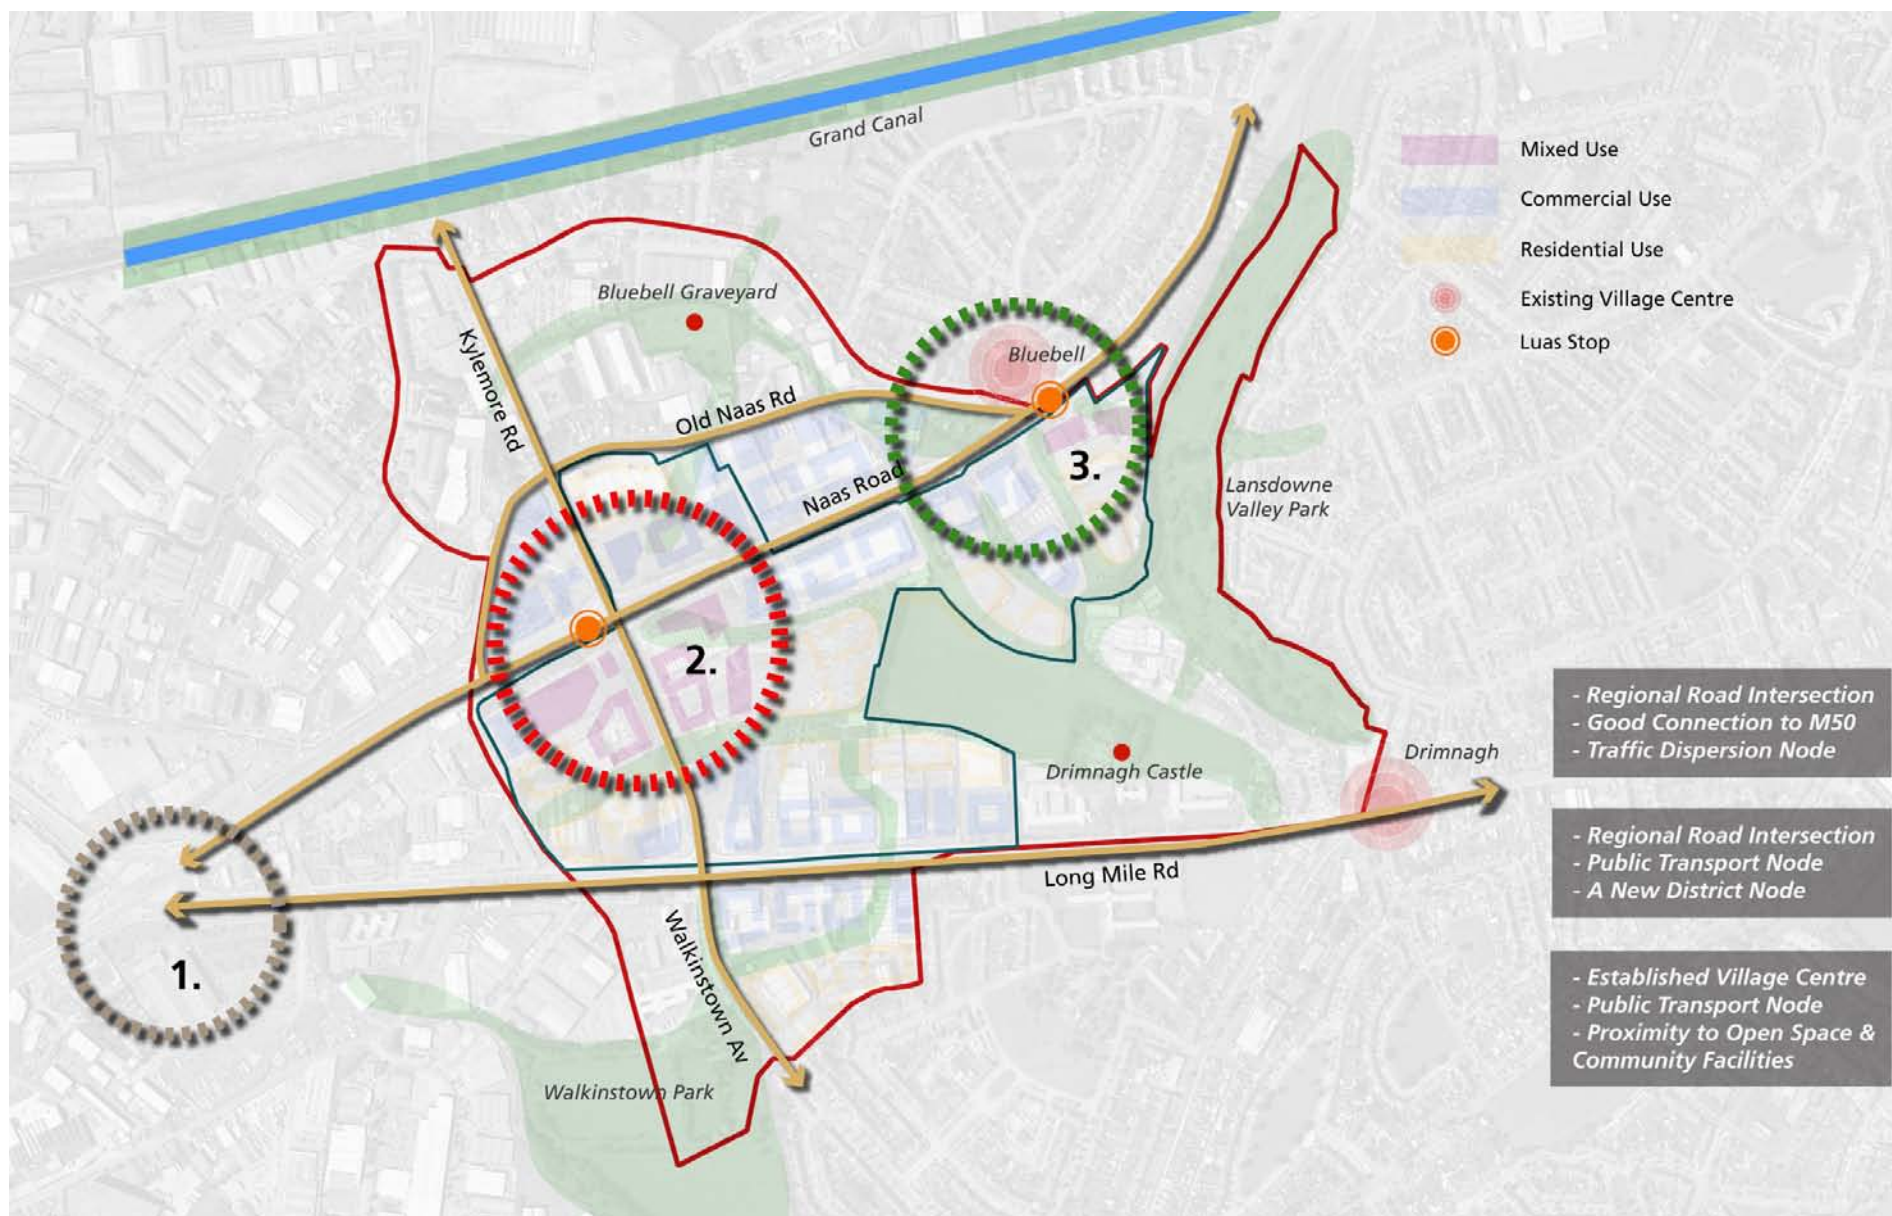 Grand Canal
Mixed Use
Commercial Use
Residential Use
Existing Village Centre
Luas Stop
Bluebell Graveyard
Kylemore Rd
Old Naas Rd
Bluebell
Naas Road
3.
Lansdowne
Valley Park
2.
Drimnagh
Drimnagh Castle
Long Mile Rd
1.
Walkinstown Av
Walkinstown Park
- Regional Road Intersection
- Good Connection to M50
- Traffic Dispersion Node
- Regional Road Intersection
- Public Transport Node
- A New District Node
- Established Village Centre
- Public Transport Node
- Proximity to Open Space &
Community Facilities